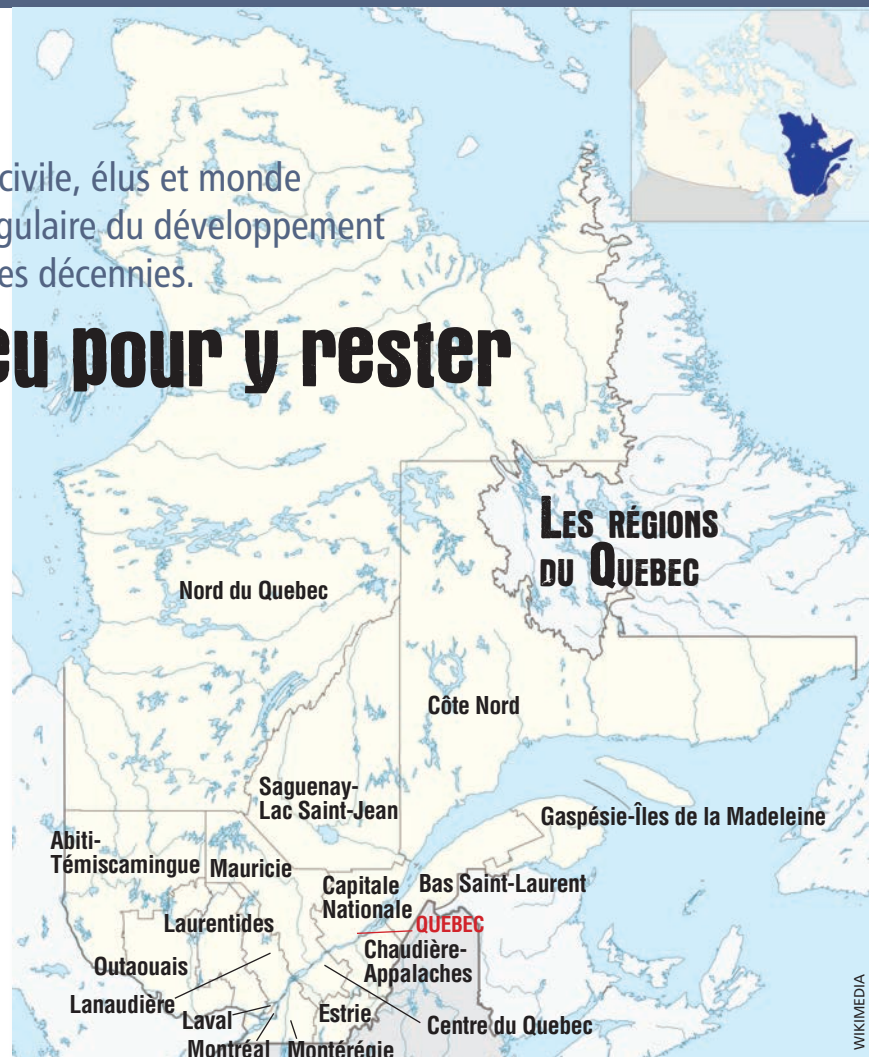 civile, élus et monde
gulaire du développement
es décennies.
eu pour y rester
Les régions
du Quebec
Nord du Quebec
Côte Nord
Saguenay-
Lac Saint-Jean
Gaspésie-Îles de la Madeleine
Abiti-
Témiscamingue
Mauricie
Capitale
Nationale
Bas Saint-Laurent
Laurentides
QUEBEC
Chaudière-
Appalaches
Outaouais
Lanaudière
Laval
Estrie
Centre du Quebec
Montréal
Montérégie
WIKIMEDIA